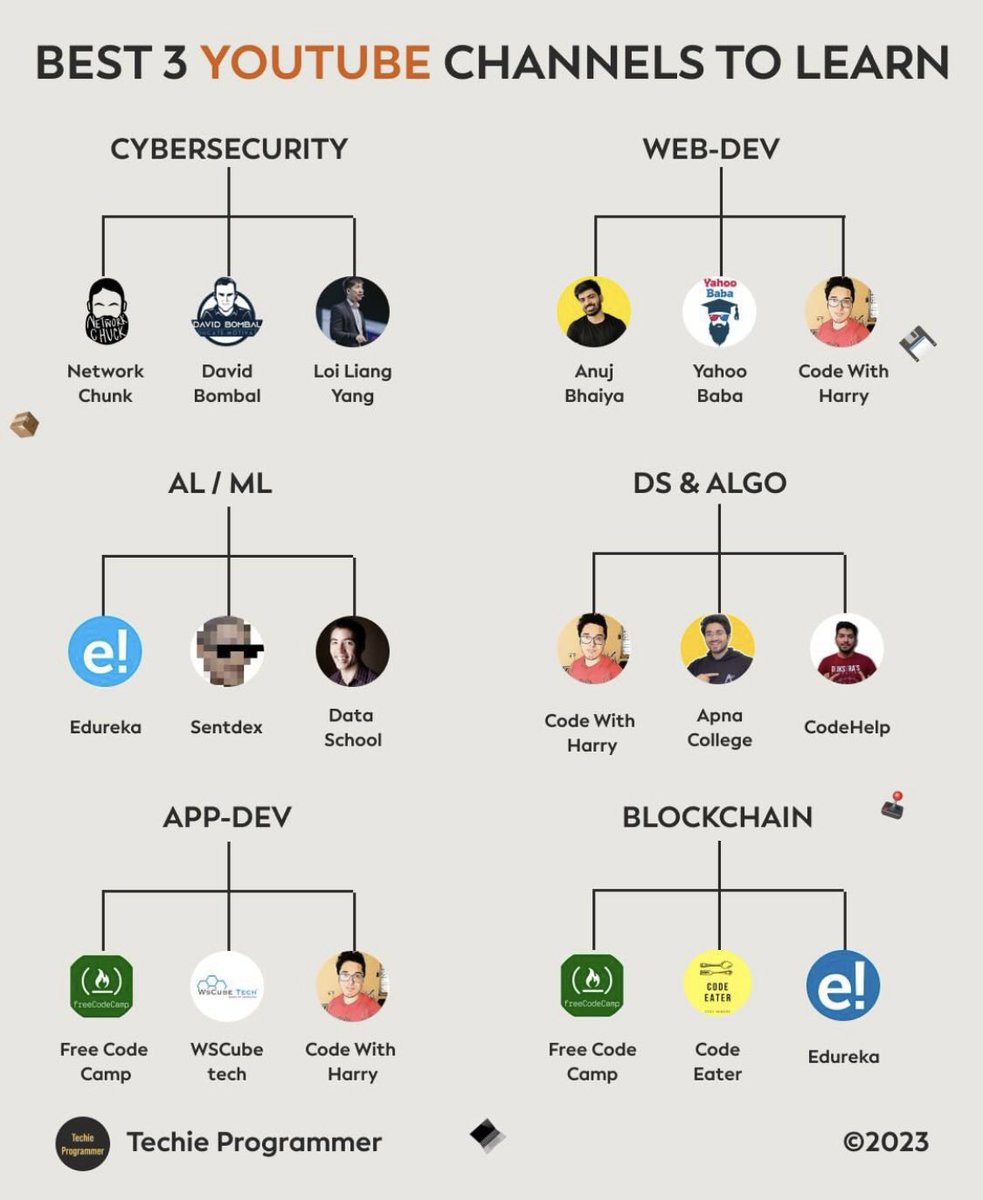 BEST 3 YOUTUBE CHANNELS TO LEARN
CYBERSECURITY
NETWORK
CHUCK
DAVID BOMBAL
Network
Chunk
David
Bombal
Loi Liang
Yang
WEB-DEV
Yahoo
Baba
Anuj
Bhaiya
Yahoo
Baba
Code With
Harry
AL / ML
e!
Edureka
Sentdex
Data
School
DS & ALGO
Code With
Harry
Apna
College
CodeHelp
APP-DEV
freeCodeCamp
WsCube Tech
Free Code
Camp
WSCube
tech
Code With
Harry
BLOCKCHAIN
freeCodeCamp
CODE
EATER
e!
Free Code
Camp
Code
Eater
Edureka
Techie
Programmer
Techie Programmer
©2023